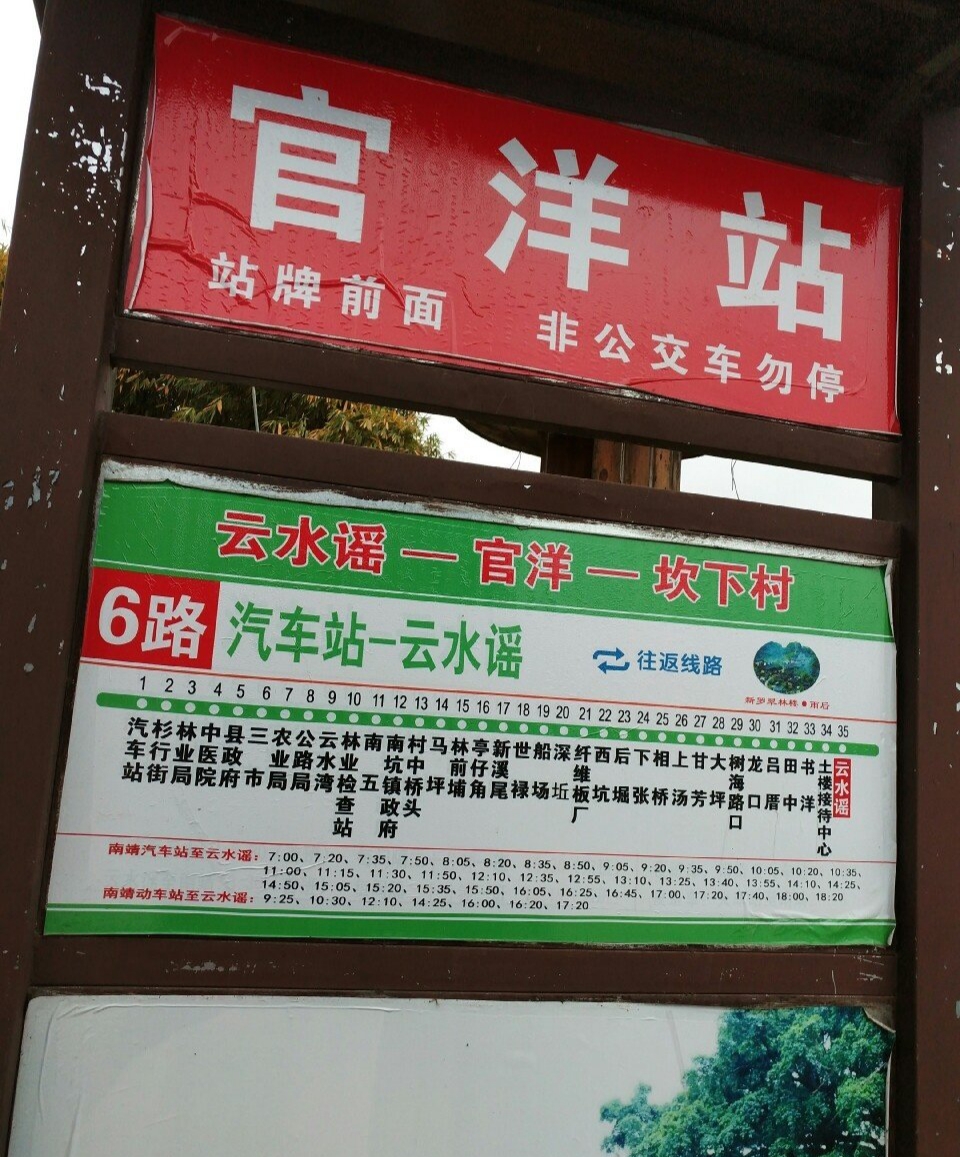 官洋站
站牌前面 非公交车勿停
云水谣 — 官洋 — 坎下村
6路 汽车站-云水谣 往返线路
新罗翠林桥●雨后
1 2 3 4 5 6 7 8 9 10 11 12 13 14 15 16 17 18 19 20 21 22 23 24 25 26 27 28 29 30 31 32 33 34 35
汽车站
杉行街
林业局
中医院
县政府
三市
农业局
公路局
云水湾
林业检查站
南五
南坑镇政府
村中桥头
马坪
林前埔
亭仔角
新溪尾
世禄
船场
深坵
纤维板厂
西坑
后堀
下张
相桥
上汤
甘芳
大坪
树海路口
龙口
吕厝
田中
书洋
土楼接待中心
云水谣
南靖汽车站至云水谣：7:00、7:20、7:35、7:50、8:05、8:20、8:35、8:50、9:05、9:20、9:35、9:50、10:05、10:20、10:35、
11:00、11:15、11:30、11:50、12:10、12:35、12:55、13:10、13:25、13:40、13:55、14:10、14:25、
14:50、15:05、15:20、15:35、15:50、16:05、16:25、16:45、17:00、17:20、17:40、18:00、18:20
南靖动车站至云水谣：9:25、10:30、12:10、14:25、16:00、16:20、17:20